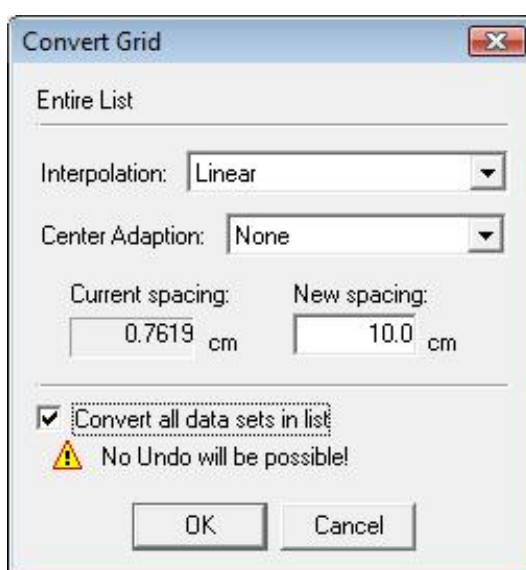 Convert Grid
Entire List
Interpolation: Linear
Center Adaption: None
Current spacing: New spacing:
0.7619 cm 10.0 cm
Convert all data sets in list
No Undo will be possible!
OK Cancel